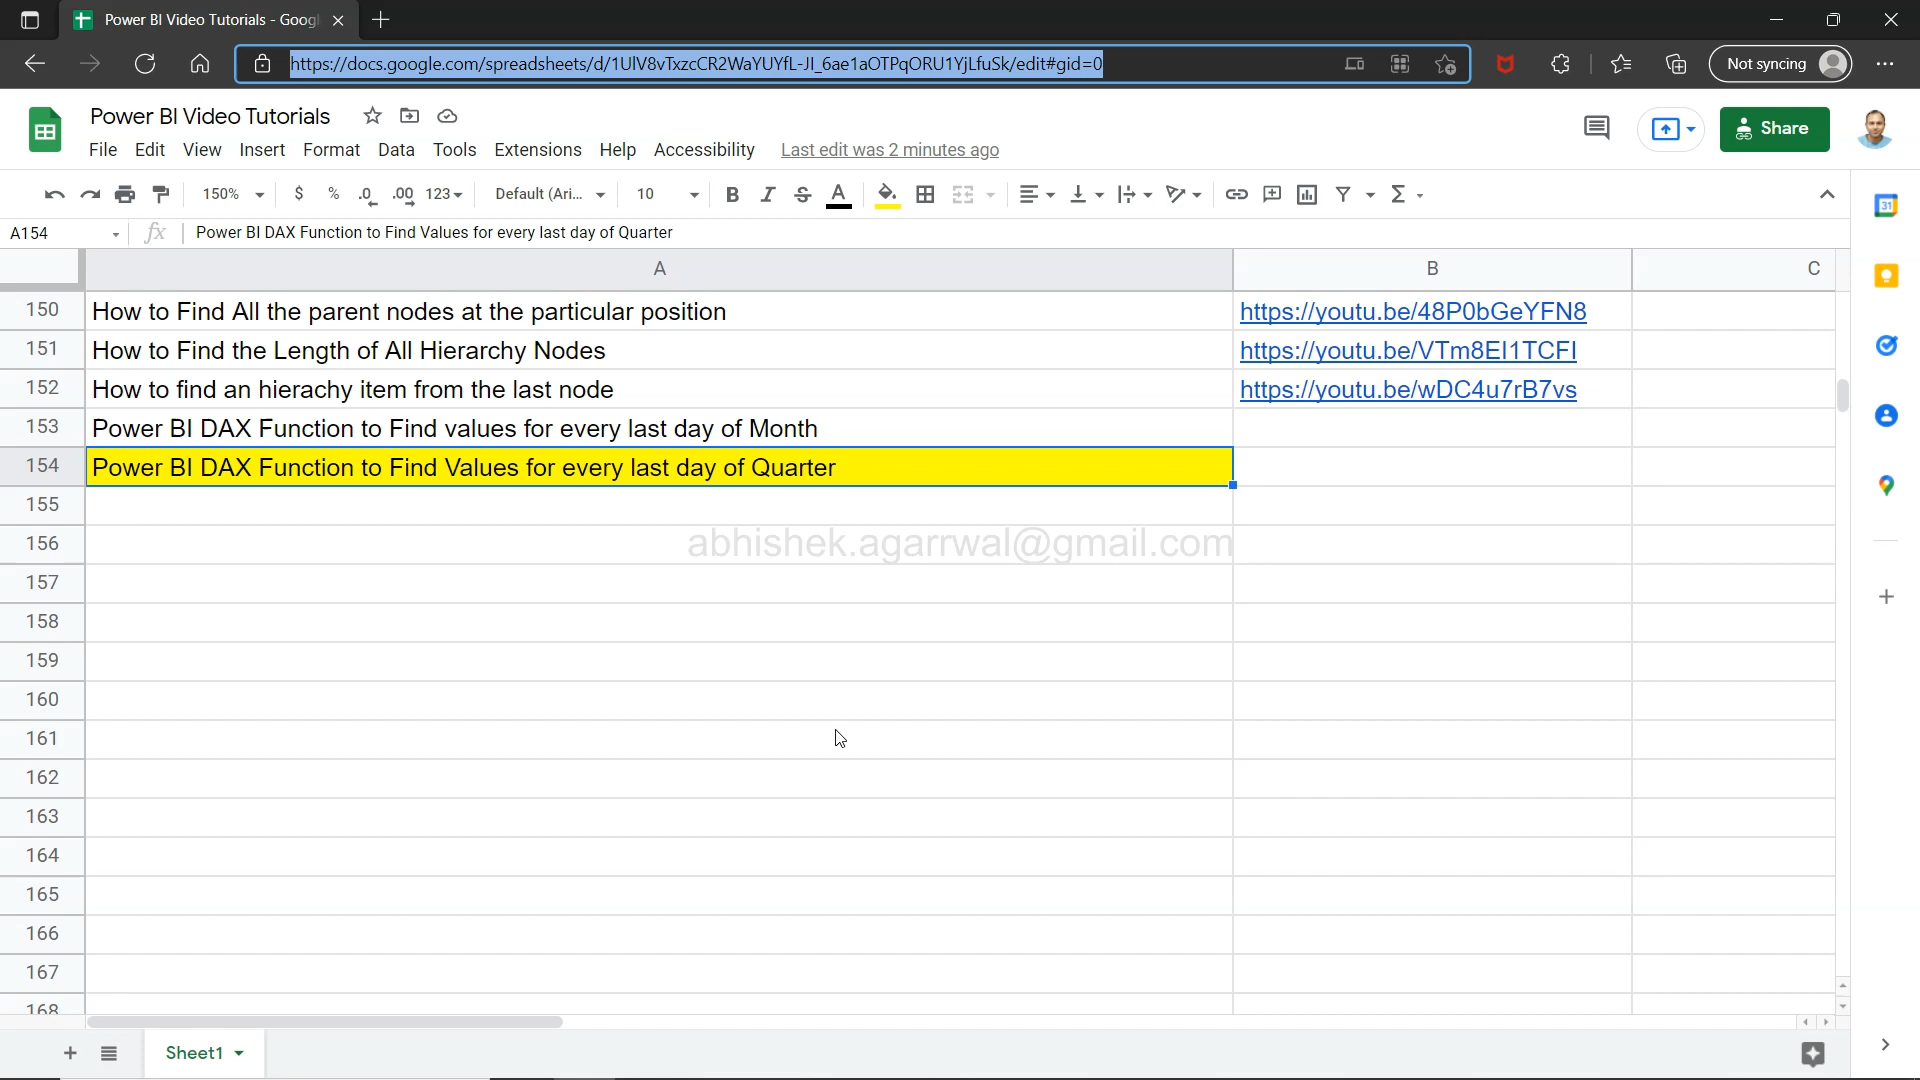 Power BI Video Tutorials - Googl
https://docs.google.com/spreadsheets/d/1UlV8vTxzcCR2WaYUYfL-JI_6ae1aOTPqORU1YjLfuSk/edit#gid=0
Not syncing
Power BI Video Tutorials
Share
File Edit View Insert Format Data Tools Extensions Help Accessibility Last edit was 2 minutes ago
150% $ % .0 .00 123 Default (Ari... 10 B I S A Σ
31
A154 fx Power BI DAX Function to Find Values for every last day of Quarter
A B C
150 How to Find All the parent nodes at the particular position https://youtu.be/48P0bGeYFN8
151 How to Find the Length of All Hierarchy Nodes https://youtu.be/VTm8EI1TCFI
152 How to find an hierachy item from the last node https://youtu.be/wDC4u7rB7vs
153 Power BI DAX Function to Find values for every last day of Month
154 Power BI DAX Function to Find Values for every last day of Quarter
155
156 abhishek.agarrwal@gmail.com
157
158
159
160
161
162
163
164
165
166
167
168
Sheet1